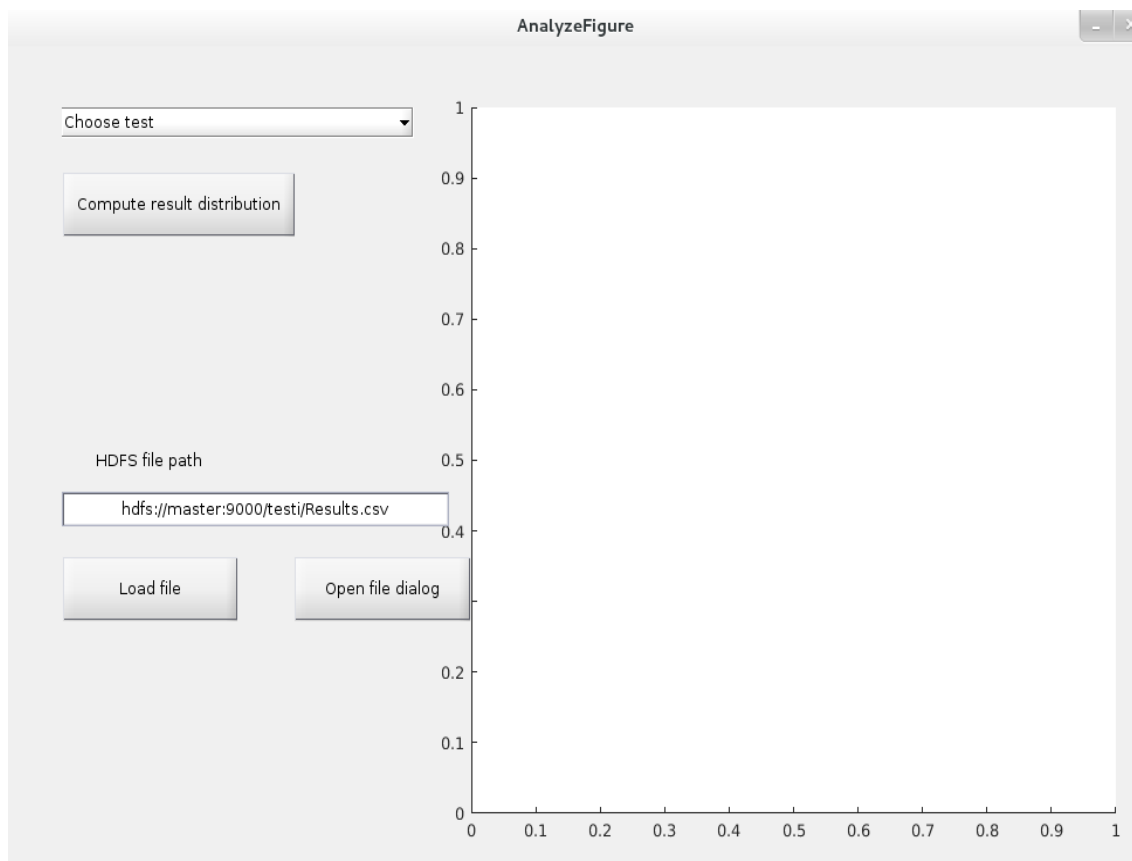 AnalyzeFigure
Choose test
Compute result distribution
HDFS file path
hdfs://master:9000/testi/Results.csv
Load file
Open file dialog
1
0.9
0.8
0.7
0.6
0.5
0.4
0.2
0.1
0
0 0.1 0.2 0.3 0.4 0.5 0.6 0.7 0.8 0.9 1